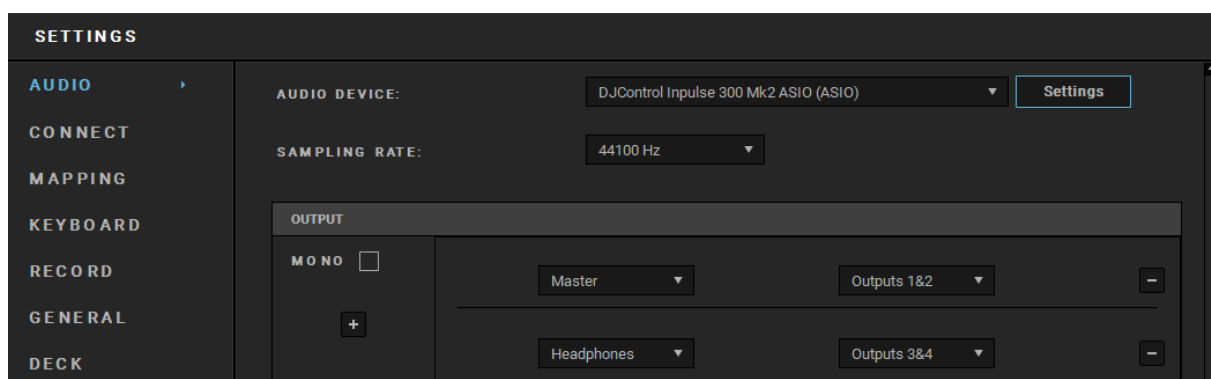 SETTINGS
AUDIO
CONNECT
MAPPING
KEYBOARD
RECORD
GENERAL
DECK
AUDIO DEVICE: DJControl Inpulse 300 Mk2 ASIO (ASIO) Settings
SAMPLING RATE: 44100 Hz
OUTPUT
MONO
+
Master Outputs 1&2 −
Headphones Outputs 3&4 −